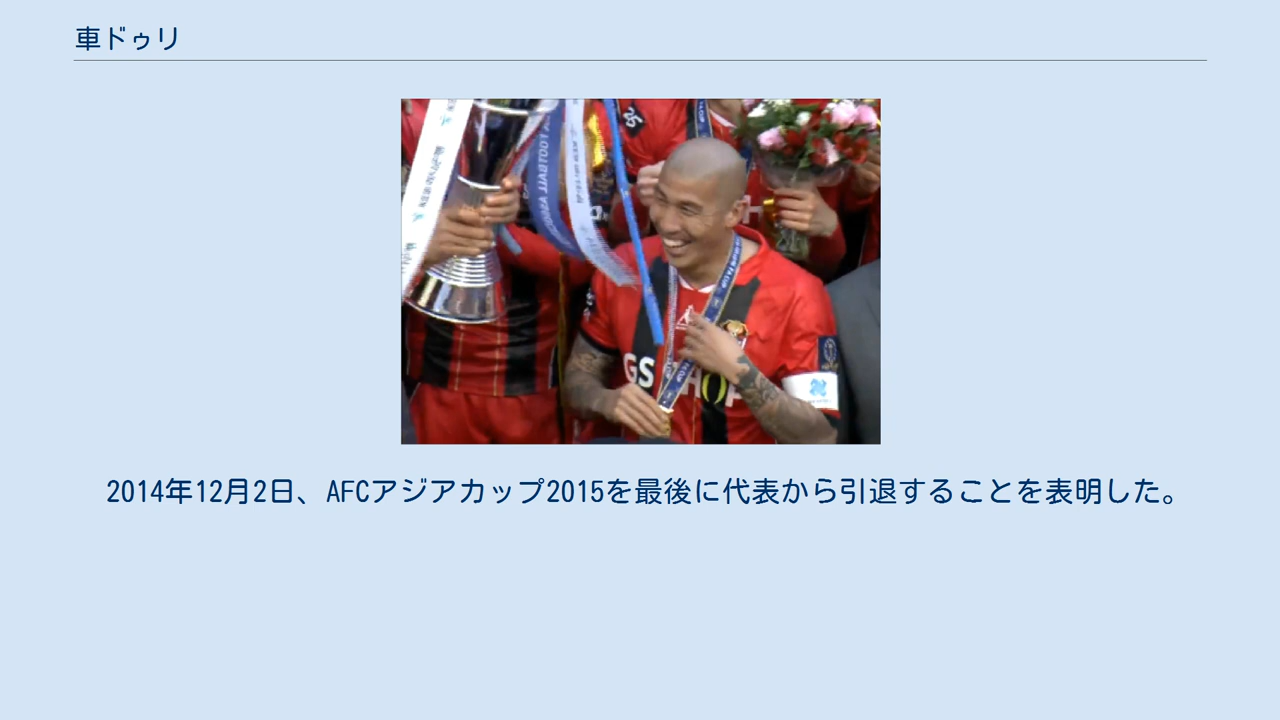 車ドゥリ
GS
2014年12月2日、AFCアジアカップ2015を最後に代表から引退することを表明した。